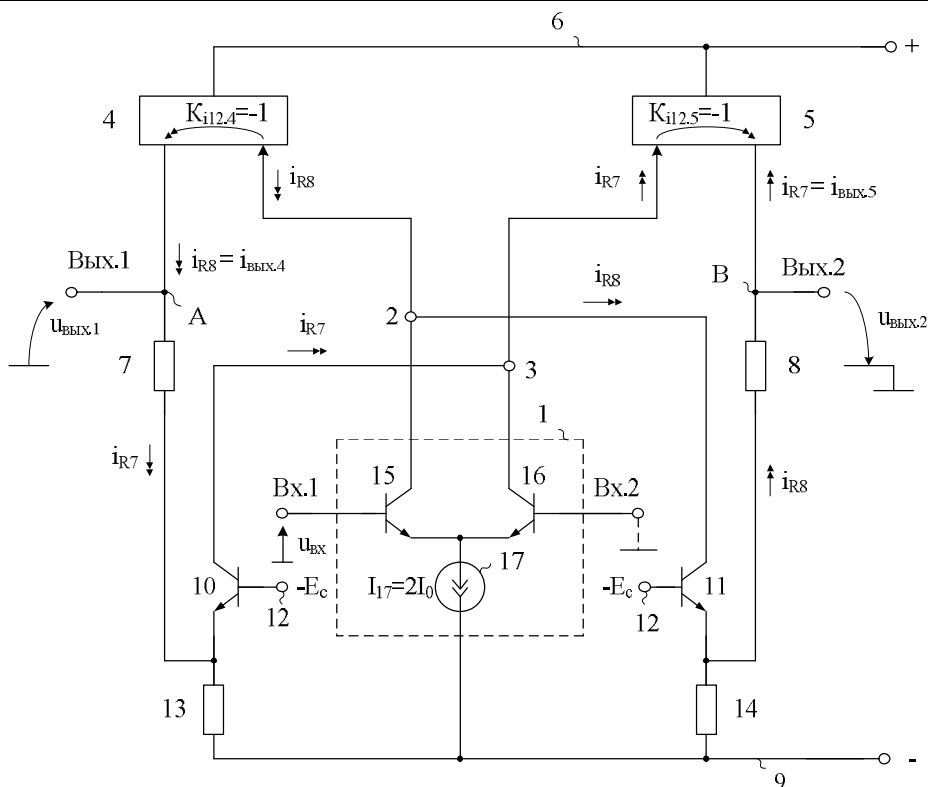 6
+
4
Ki12.4=-1
Ki12.5=-1
5
iR8
iR7
iR7 = iвых.5
Вых.1
iR8 = iвых.4
A
uвых.1
iR8
B
Вых.2
uвых.2
2
iR7
3
7
8
1
iR7
15
16
Вх.1
Вх.2
iR8
uвх
17
10
-Ec
12
I17=2I0
-Ec
12
11
13
14
9
-